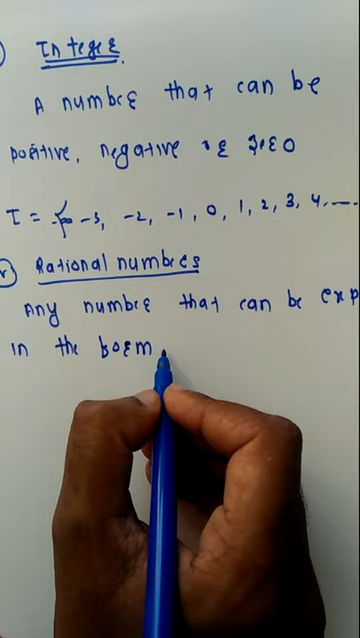 ) Integer.
A number that can be
positive, negative or zero
I = {-∞ -3, -2, -1, 0, 1, 2, 3, 4, ....
v) Rational numbers
Any number that can be exp
in the form